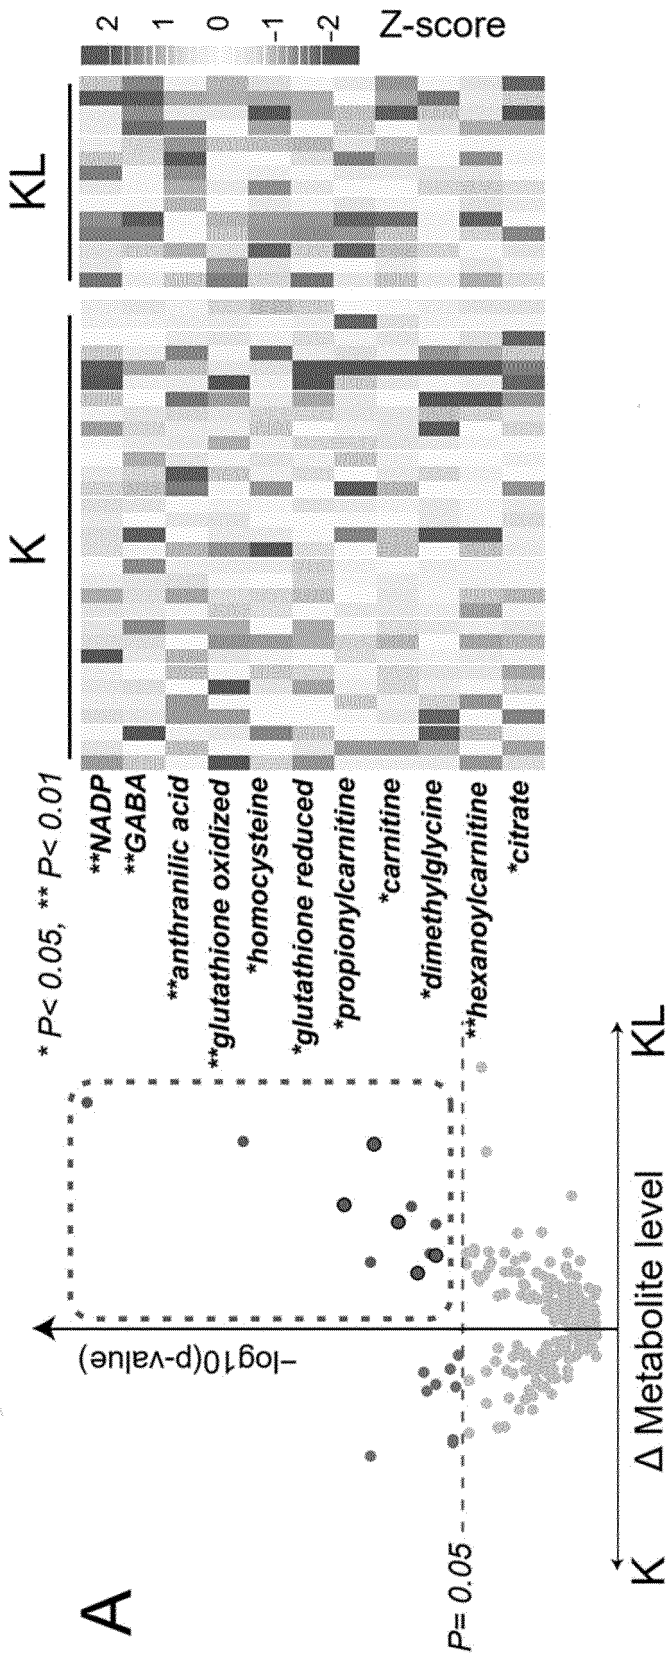 A
−log10(p-value)
P= 0.05
K
Δ Metabolite level
KL
* P< 0.05, ** P< 0.01
K
KL
**NADP
**GABA
**anthranilic acid
**glutathione oxidized
*homocysteine
*glutathione reduced
*propionylcarnitine
*carnitine
*dimethylglycine
**hexanoylcarnitine
*citrate
2
1
0
-1
-2
Z-score